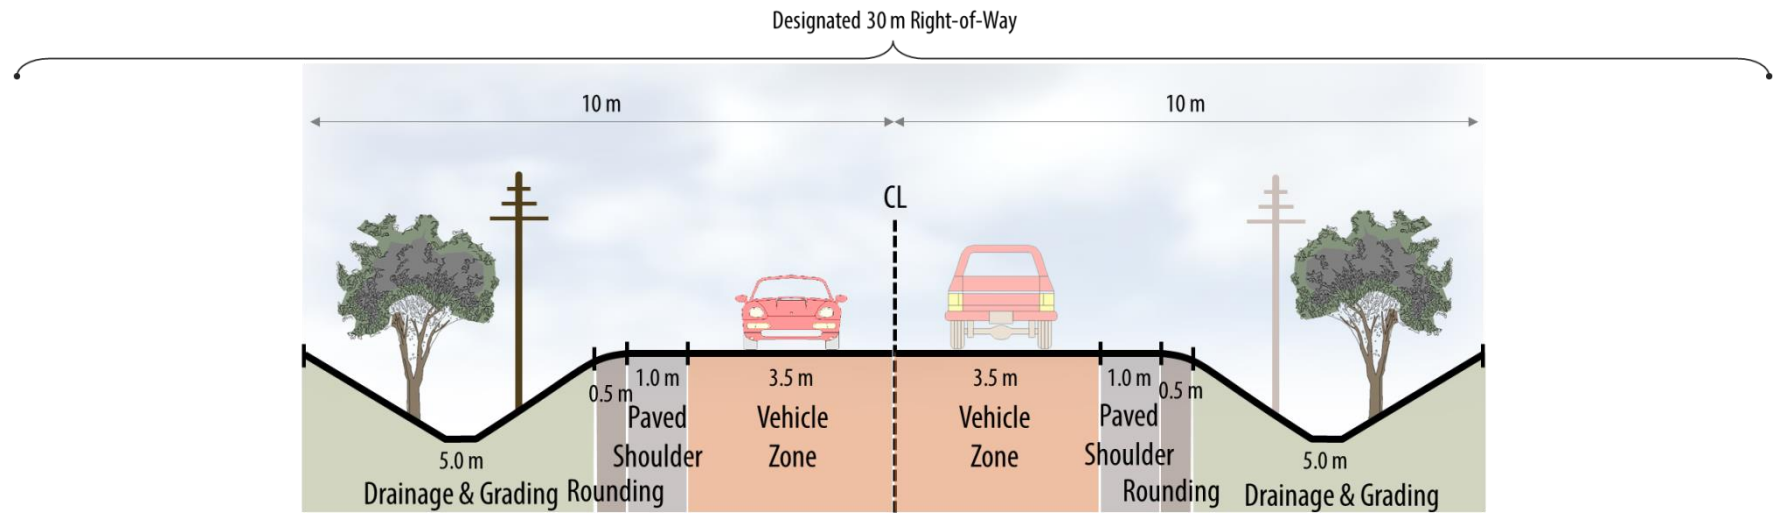 Designated 30 m Right-of-Way
10 m
10 m
CL
5.0 m
Drainage & Grading
0.5 m
Rounding
1.0 m
Paved
Shoulder
3.5 m
Vehicle
Zone
3.5 m
Vehicle
Zone
1.0 m
Paved
Shoulder
0.5 m
Rounding
5.0 m
Drainage & Grading